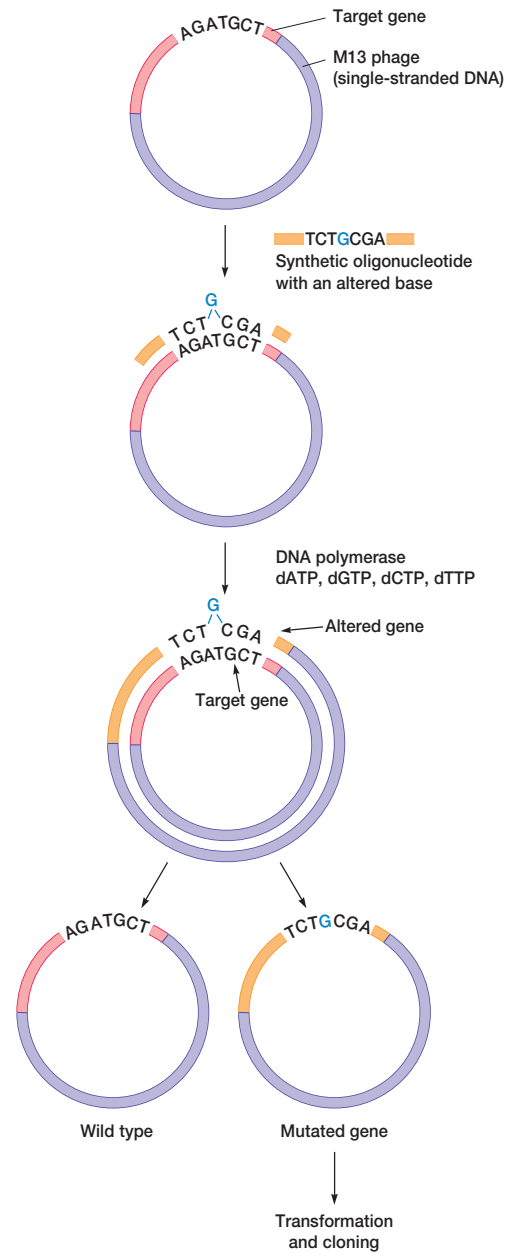 AGATGCT
Target gene
M13 phage
(single-stranded DNA)
TCTGCGA
Synthetic oligonucleotide
with an altered base
G
TCT CGA
AGATGCT
DNA polymerase
dATP, dGTP, dCTP, dTTP
G
TCT CGA
Altered gene
AGATGCT
Target gene
AGATGCT
TCTGCGA
Wild type
Mutated gene
Transformation
and cloning